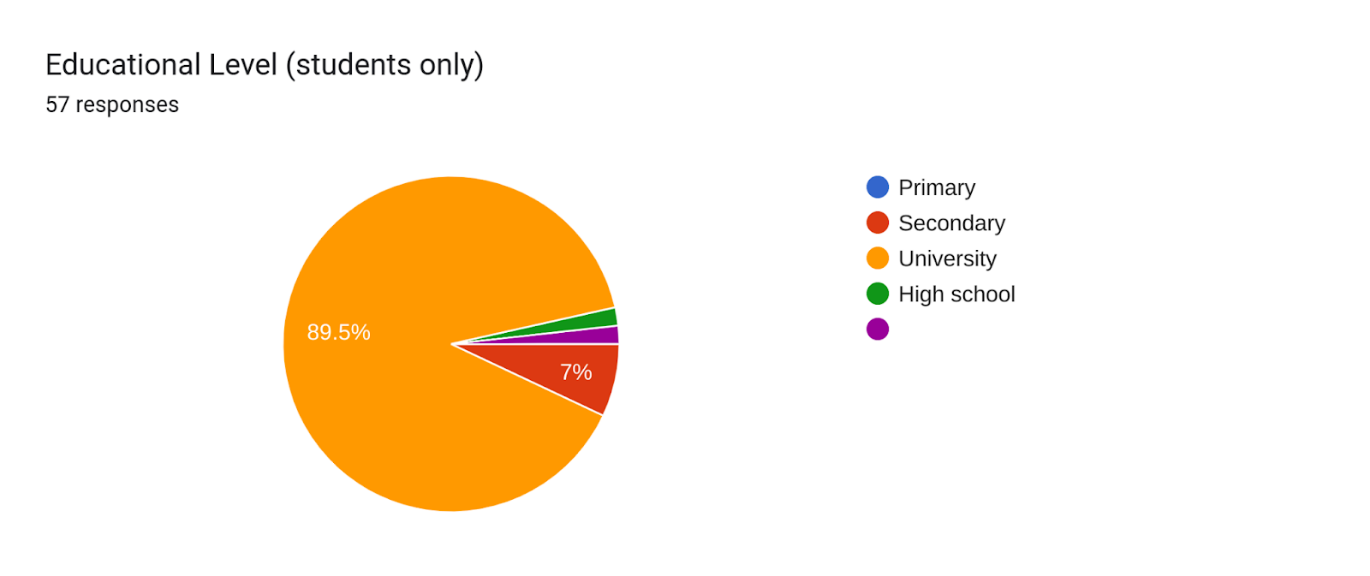 Educational Level (students only)
57 responses
89.5%
7%
Primary
Secondary
University
High school